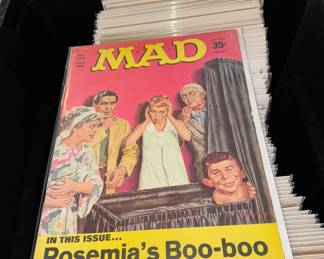 MAD
35¢
IN THIS ISSUE...
Rosemia's Boo-boo